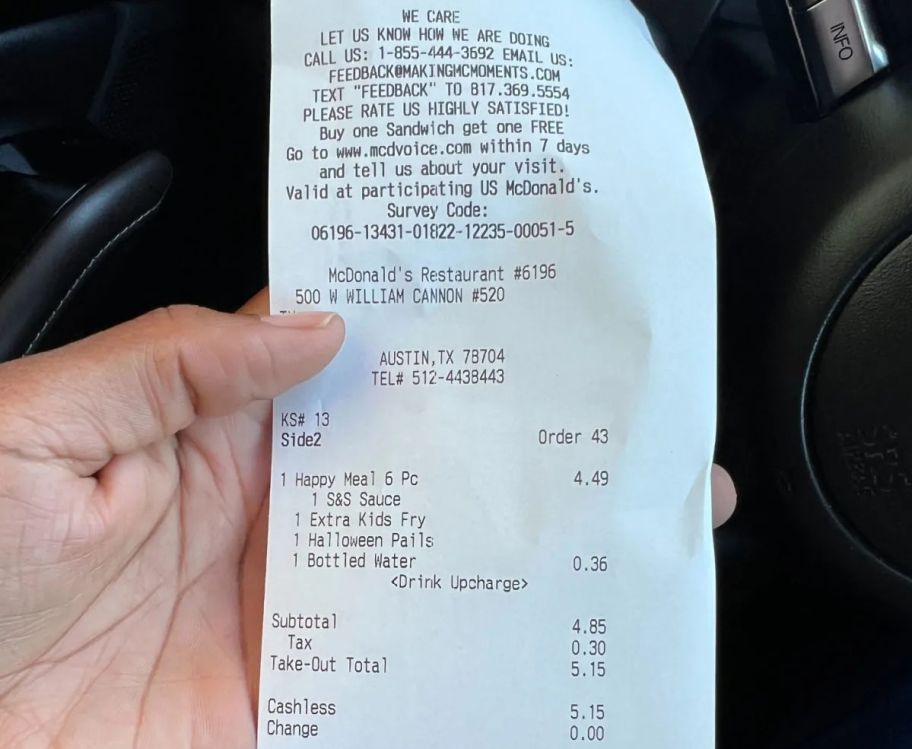 WE CARE
LET US KNOW HOW WE ARE DOING
CALL US: 1-855-444-3692 EMAIL US:
FEEDBACK@MAKINGMCMOMENTS.COM
TEXT "FEEDBACK" TO 817.369.5554
PLEASE RATE US HIGHLY SATISFIED!
Buy one Sandwich get one FREE
Go to www.mcdvoice.com within 7 days
and tell us about your visit.
Valid at participating US McDonald's.
Survey Code:
06196-13431-01822-12235-00051-5
McDonald's Restaurant #6196
500 W WILLIAM CANNON #520
AUSTIN,TX 78704
TEL# 512-4438443
KS# 13
Side2 Order 43
1 Happy Meal 6 Pc 4.49
1 S&S Sauce
1 Extra Kids Fry
1 Halloween Pails
1 Bottled Water 0.36
<Drink Upcharge>
Subtotal 4.85
Tax 0.30
Take-Out Total 5.15
Cashless 5.15
Change 0.00
INFO